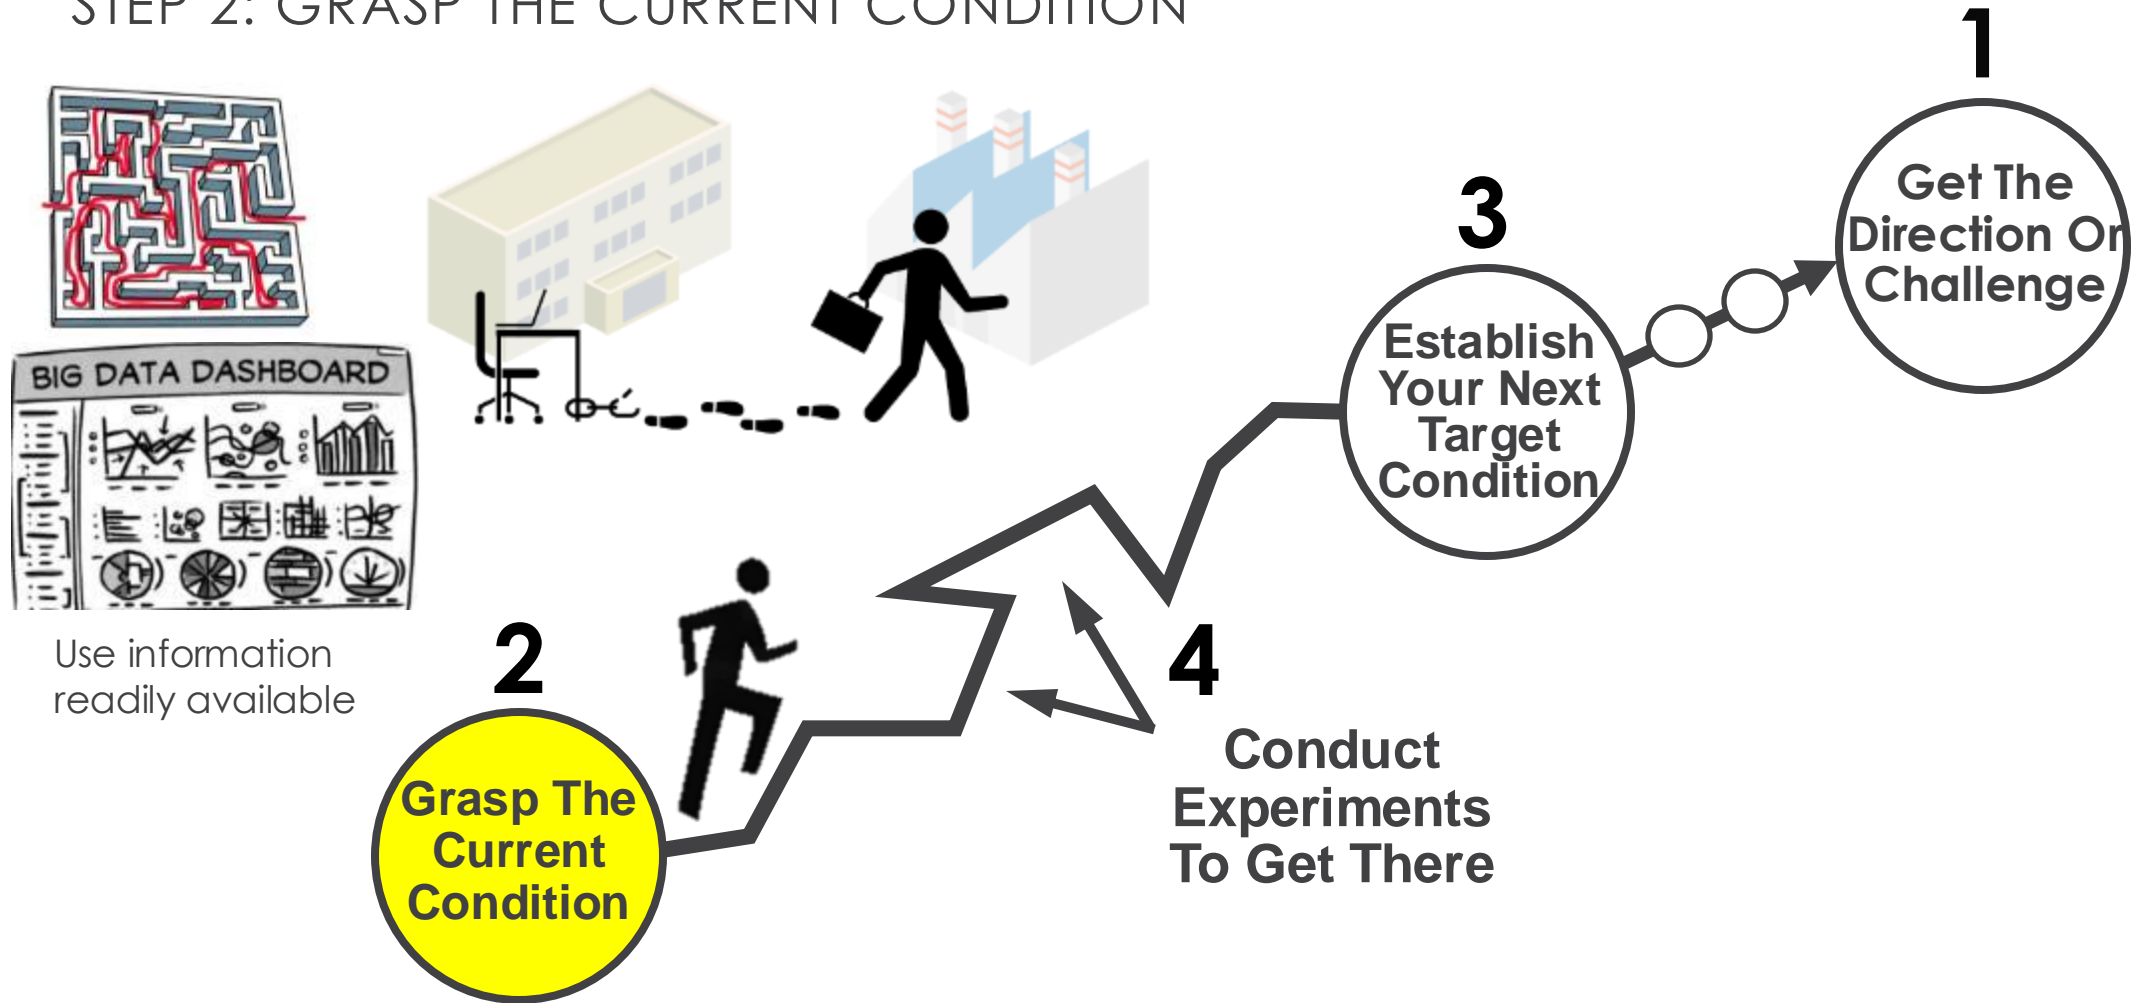 STEP 2: GRASP THE CURRENT CONDITION
1
Get The
Direction Or
Challenge
3
Establish
Your Next
Target
Condition
BIG DATA DASHBOARD
Use information
readily available
2
Grasp The
Current
Condition
4
Conduct
Experiments
To Get There